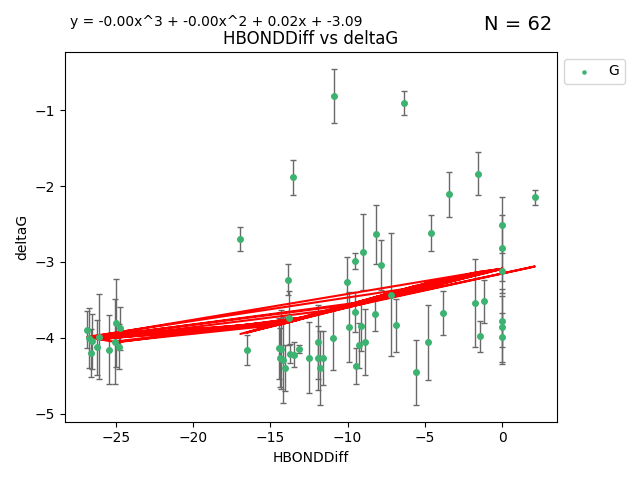 y = -0.00x^3 + -0.00x^2 + 0.02x + -3.09
N = 62
HBONDDiff vs deltaG
G
deltaG
−1
−2
−3
−4
−5
−25
−20
−15
−10
−5
0
HBONDDiff